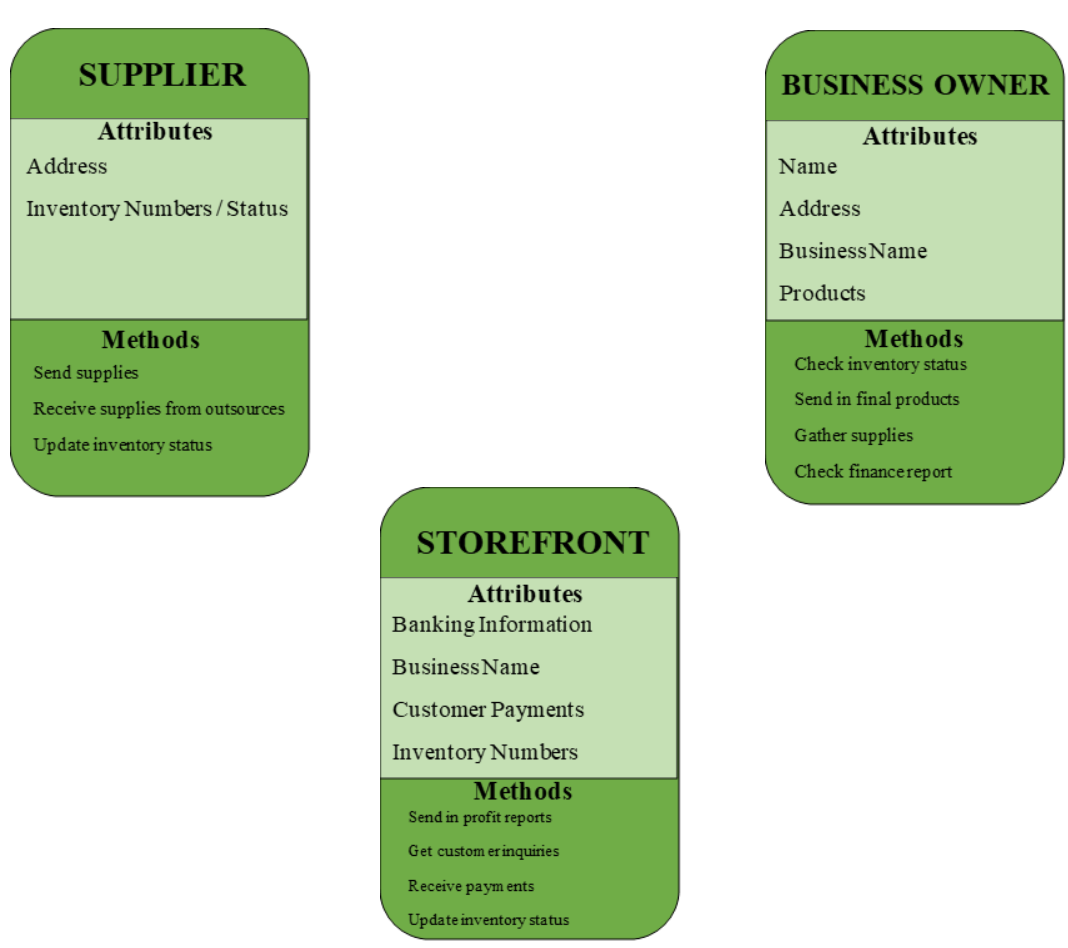 SUPPLIER
Attributes
Address
Inventory Numbers / Status
Methods
Send supplies
Receive supplies from outsources
Update inventory status
BUSINESS OWNER
Attributes
Name
Address
Business Name
Products
Methods
Check inventory status
Send in final products
Gather supplies
Check finance report
STOREFRONT
Attributes
Banking Information
Business Name
Customer Payments
Inventory Numbers
Methods
Send in profit reports
Get customer inquiries
Receive payments
Update inventory status